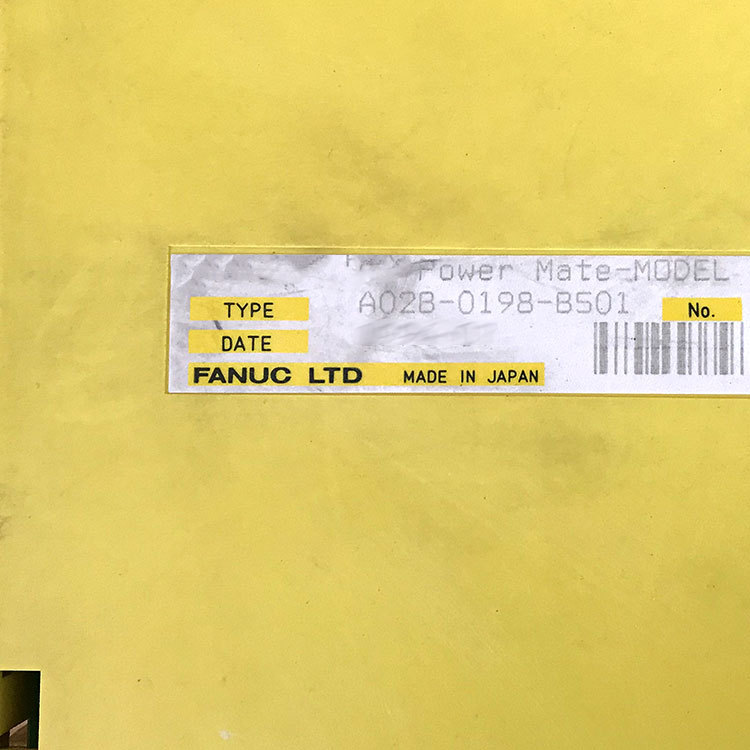 Power Mate-MODEL
TYPE A02B-0198-B501 No.
DATE
FANUC LTD MADE IN JAPAN